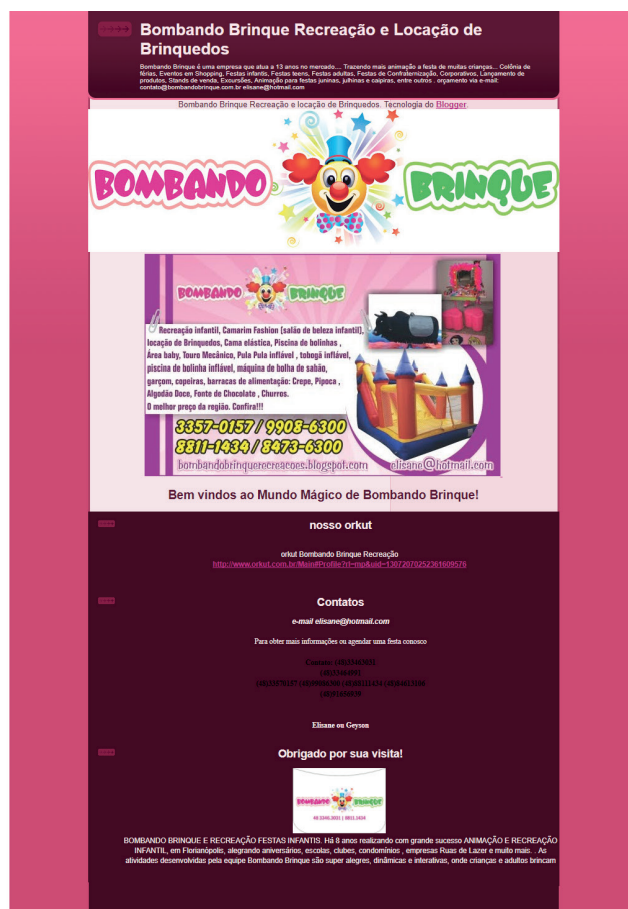 Bombando Brinque Recreação e Locação de
Brinquedos
Bombando Brinque é uma empresa que atua a 13 anos no mercado.... Trazendo mais animação a festa de muitas crianças... Colônia de
férias, Eventos em Shopping, Festas infantis, Festas teens, Festas adultas, Festas de Confraternização, Corporativos, Lançamento de
produtos, Stands de venda, Excursões, Animação para festas juninas, julhinas e caipiras, entre outros . orçamento via e-mail:
contato@bombandobrinque.com.br elisane@hotmail.com
Bombando Brinque Recreação e locação de Brinquedos. Tecnologia do Blogger.
BOMBANDO BRINQUE
BOMBANDO BRINQUE
Recreação infantil, Camarim Fashion (salão de beleza infantil),
locação de Brinquedos, Cama elástica, Piscina de bolinhas ,
Área baby, Touro Mecânico, Pula Pula inflável , tobogã inflável,
piscina de bolinha inflável, máquina de bolha de sabão,
garçom, copeiras, barracas de alimentação: Crepe, Pipoca ,
Algodão Doce, Fonte de Chocolate , Churros.
O melhor preço da região. Confira!!!
3357-0157 / 9908-6300
8811-1434 / 8473-6300
bombandobrinquerecreacoes.blogspot.com elisane@hotmail.com
Bem vindos ao Mundo Mágico de Bombando Brinque!
nosso orkut
orkut Bombando Brinque Recreação
http://www.orkut.com.br/Main#Profile?rl=mp&uid=13072070252361609576
Contatos
e-mail elisane@hotmail.com
Para obter mais informações ou agendar uma festa conosco
Elisane ou Geyson
Obrigado por sua visita!
BOMBANDO BRINQUE
BOMBANDO BRINQUE E RECREAÇÃO FESTAS INFANTIS. Há 8 anos realizando com grande sucesso ANIMAÇÃO E RECREAÇÃO
INFANTIL, em Florianópolis, alegrando aniversários, escolas, clubes, condomínios , empresas Ruas de Lazer e muito mais. . As
atividades desenvolvidas pela equipe Bombando Brinque são super alegres, dinâmicas e interativas, onde crianças e adultos brincam